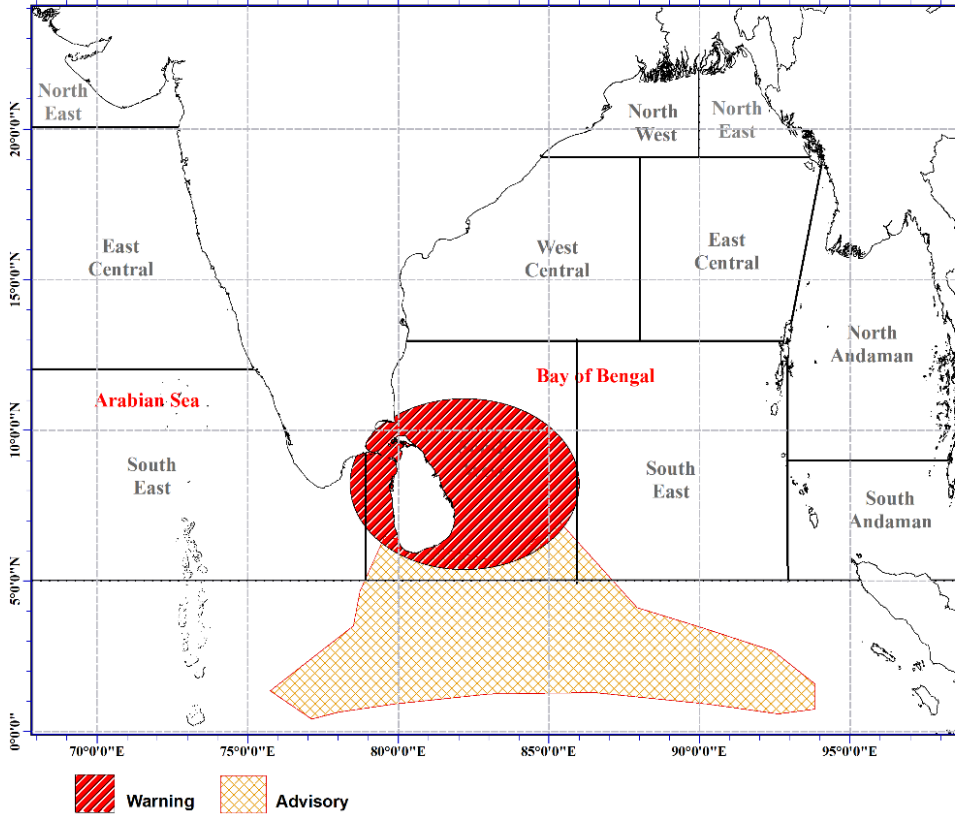 North
East
North
West
North
East
20°0'0"N
East
Central
West
Central
East
Central
15°0'0"N
North
Andaman
Bay of Bengal
Arabian Sea
10°0'0"N
South
East
South
East
South
Andaman
5°0'0"N
0°0'0"
70°0'0"E 75°0'0"E 80°0'0"E 85°0'0"E 90°0'0"E 95°0'0"E
Warning Advisory